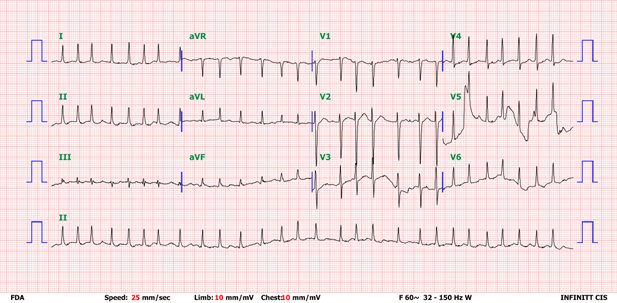 I aVR V1 V4
II aVL V2 V5
III aVF V3 V6
II
FDA Speed: 25 mm/sec Limb:10 mm/mV Chest:10 mm/mV F 60~ 32 - 150 Hz W INFINITT CIS